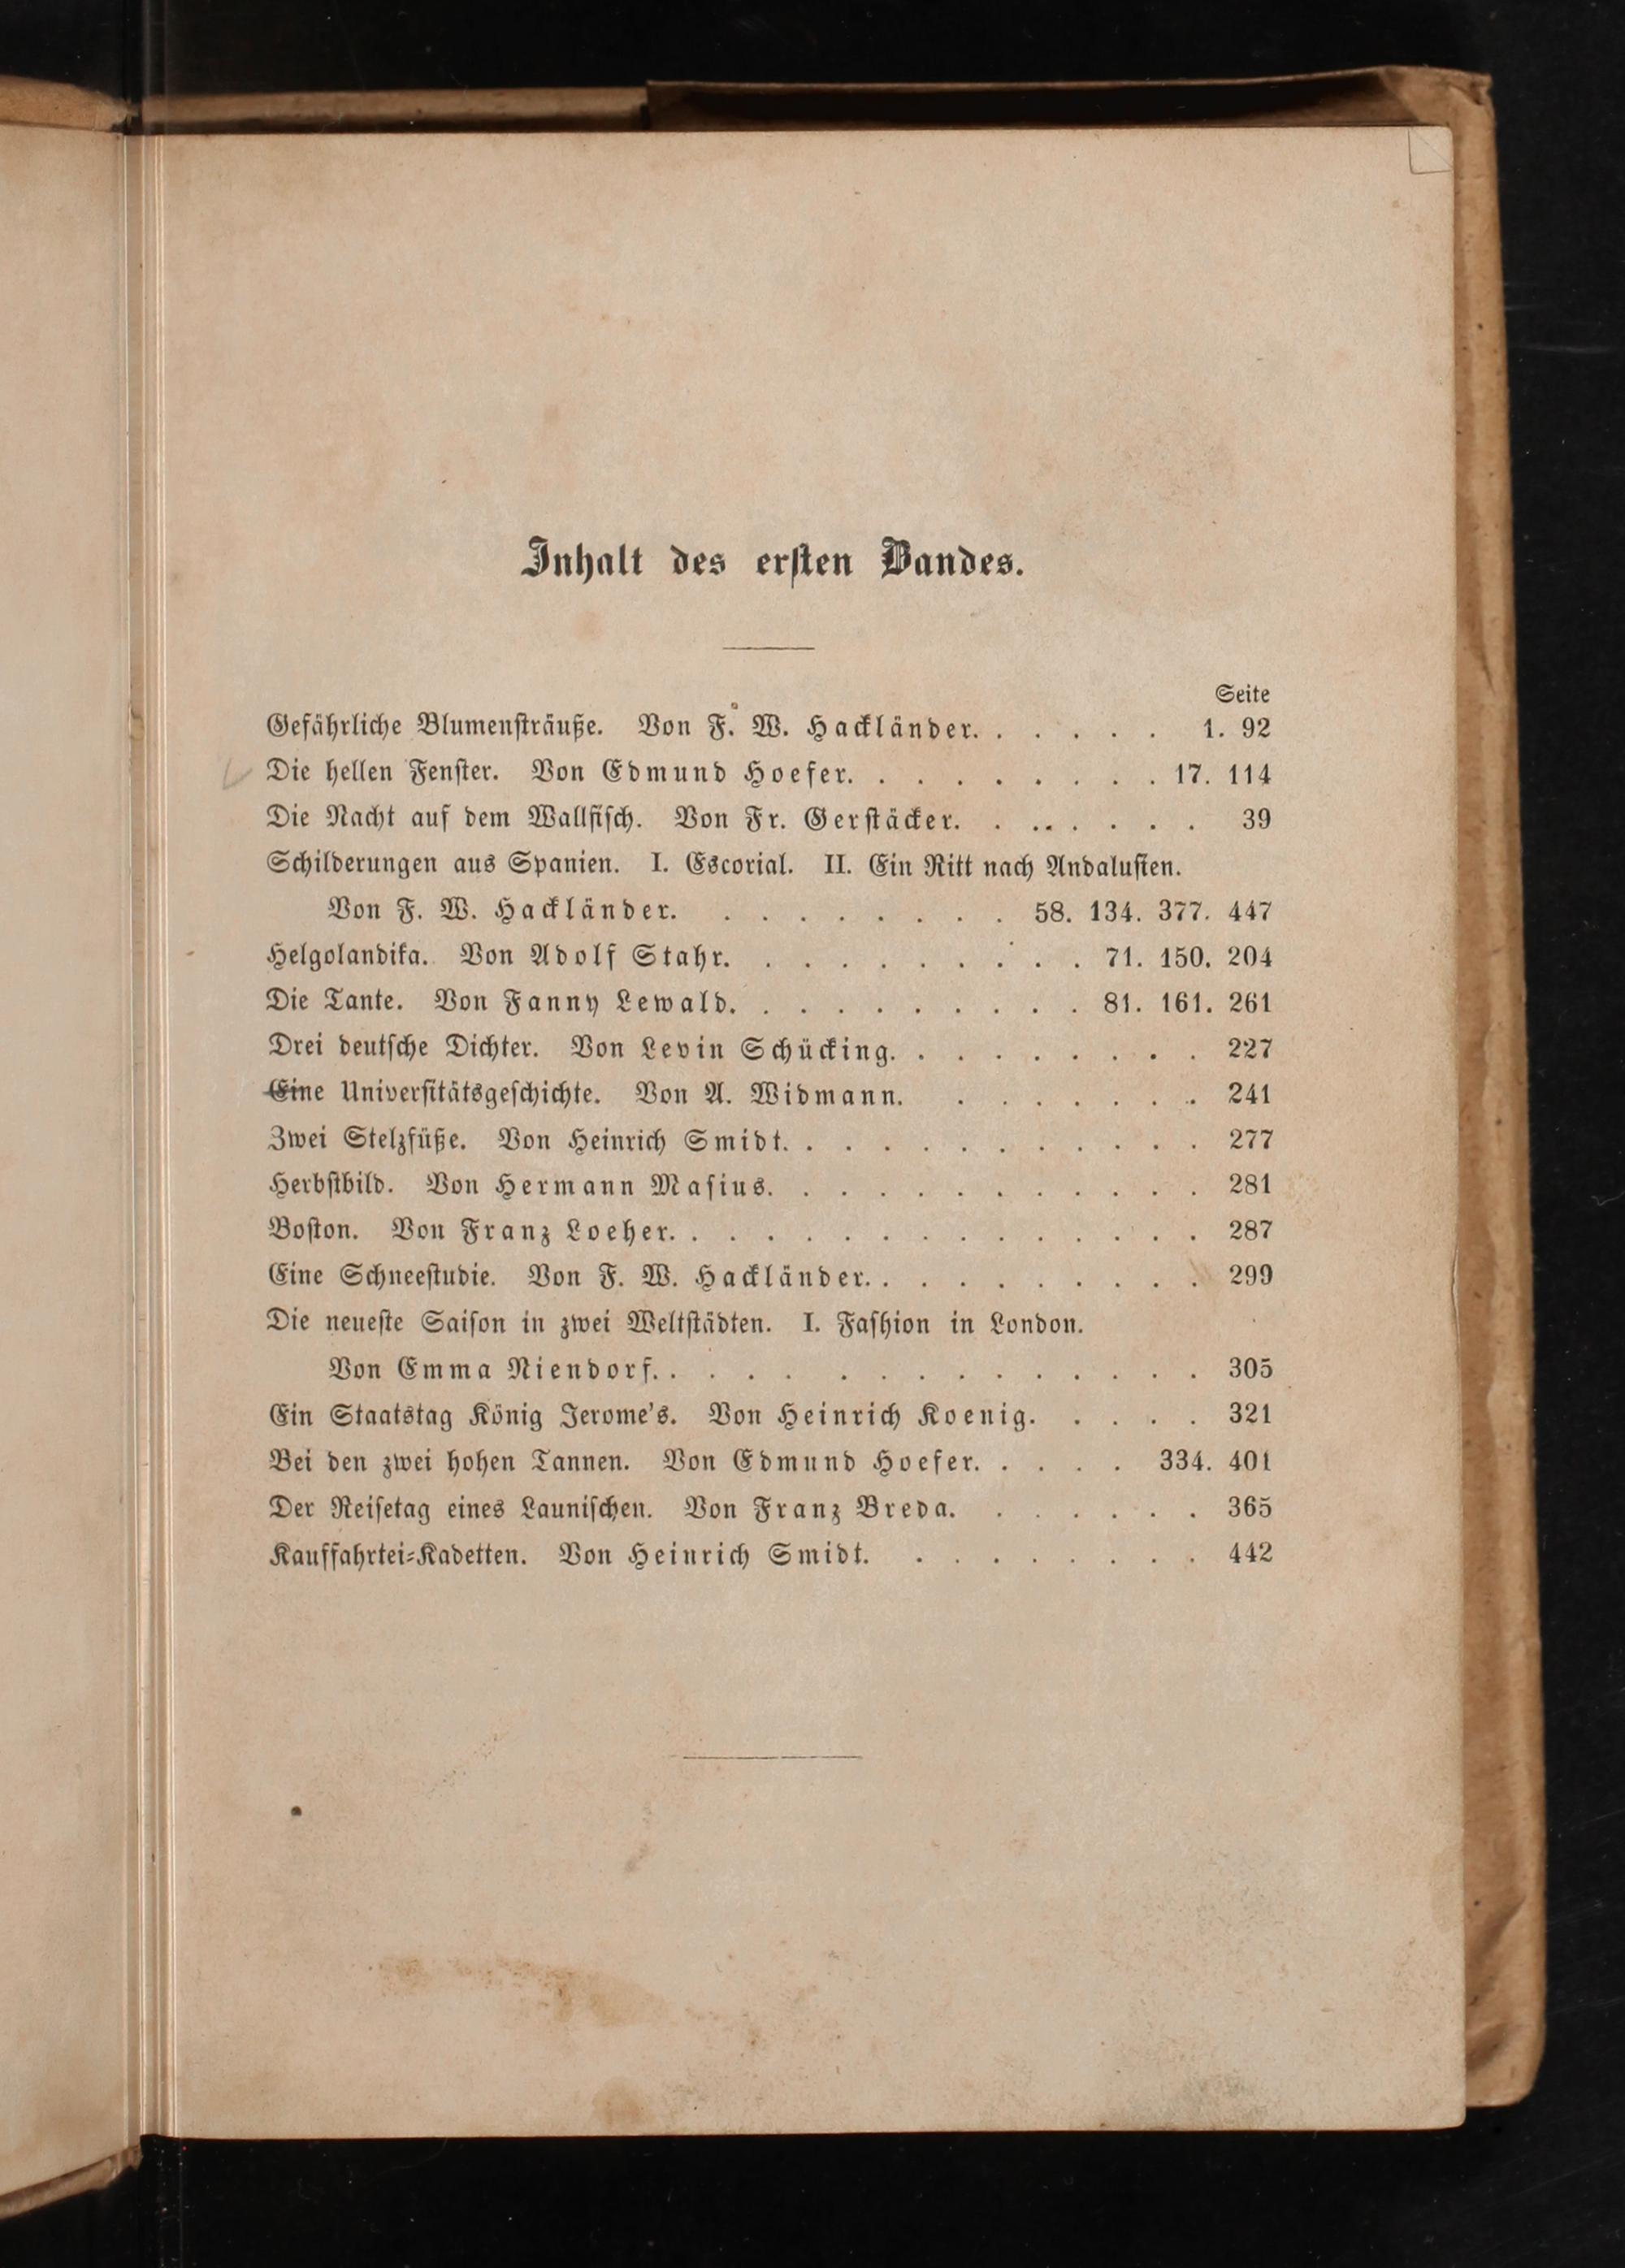 Inhalt des ersten Bandes.
Seite
Gefährliche Blumensträuße. Von F. W. Hackländer. . . . . . 1. 92
Die hellen Fenster. Von Edmund Hoefer. . . . . . . . . 17. 114
Die Nacht auf dem Wallfisch. Von Fr. Gerstäcker. . . . . . . 39
Schilderungen aus Spanien. I. Escorial. II. Ein Ritt nach Andalusien.
Von F. W. Hackländer. . . . . . . . . 58. 134. 377. 447
Helgolandika. Von Adolf Stahr. . . . . . . . . . 71. 150. 204
Die Tante. Von Fanny Lewald. . . . . . . . . . 81. 161. 261
Drei deutsche Dichter. Von Levin Schücking. . . . . . . . . 227
Eine Universitätsgeschichte. Von A. Widmann. . . . . . . . 241
Zwei Stelzfüße. Von Heinrich Smidt. . . . . . . . . . . . 277
Herbstbild. Von Hermann Masius. . . . . . . . . . . . 281
Boston. Von Franz Loeher. . . . . . . . . . . . . . . 287
Eine Schneestudie. Von F. W. Hackländer. . . . . . . . . . 299
Die neueste Saison in zwei Weltstädten. I. Fashion in London.
Von Emma Niendorf. . . . . . . . . . . . . . . 305
Ein Staatstag König Jerome's. Von Heinrich Koenig. . . . . 321
Bei den zwei hohen Tannen. Von Edmund Hoefer. . . . . 334. 401
Der Reisetag eines Launischen. Von Franz Breda. . . . . . . 365
Kauffahrtei-Kadetten. Von Heinrich Smidt. . . . . . . . . 442